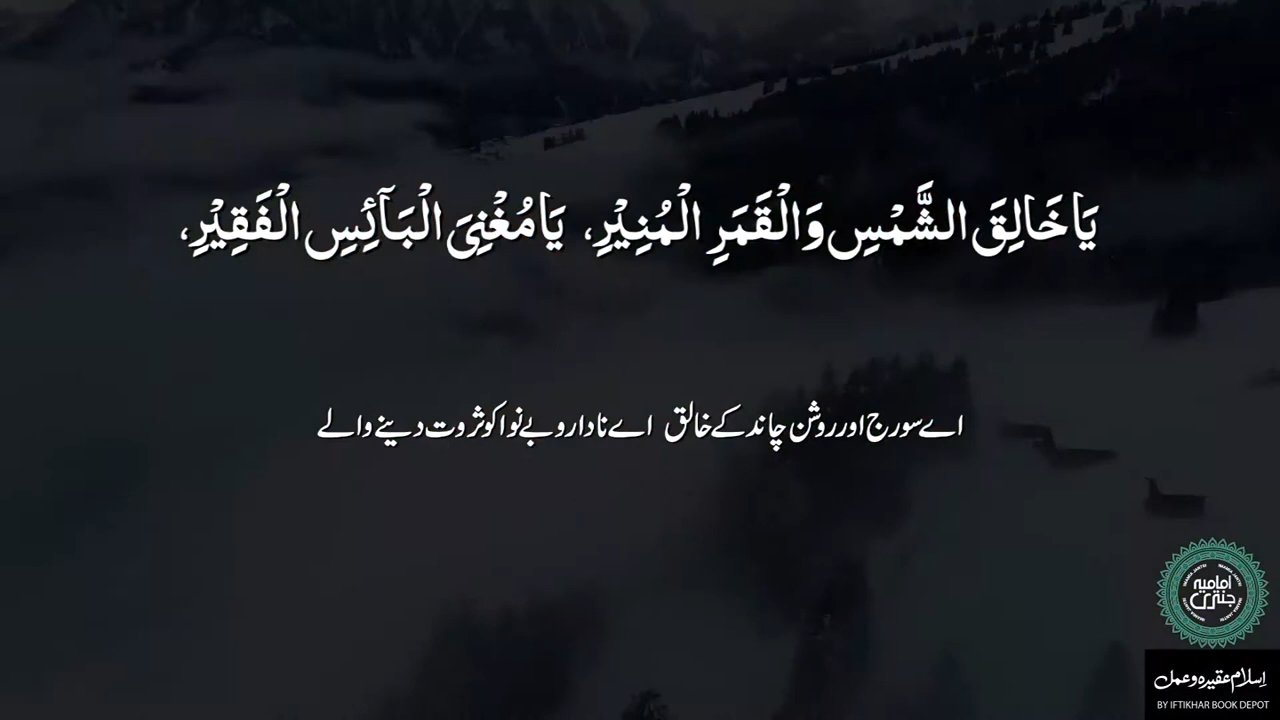 يَا خَالِقَ الشَّمْسِ وَالْقَمَرِ الْمُنِيْرِ، يَا مُغْنِىَ الْبَآئِسِ الْفَقِيْرِ،
اے سورج اور روشن چاند کے خالق اے نادار و بے نوا کو ثروت دینے والے
امامیہ
جنتری
اسلام عقیدہ و عمل
BY IFTIKHAR BOOK DEPOT